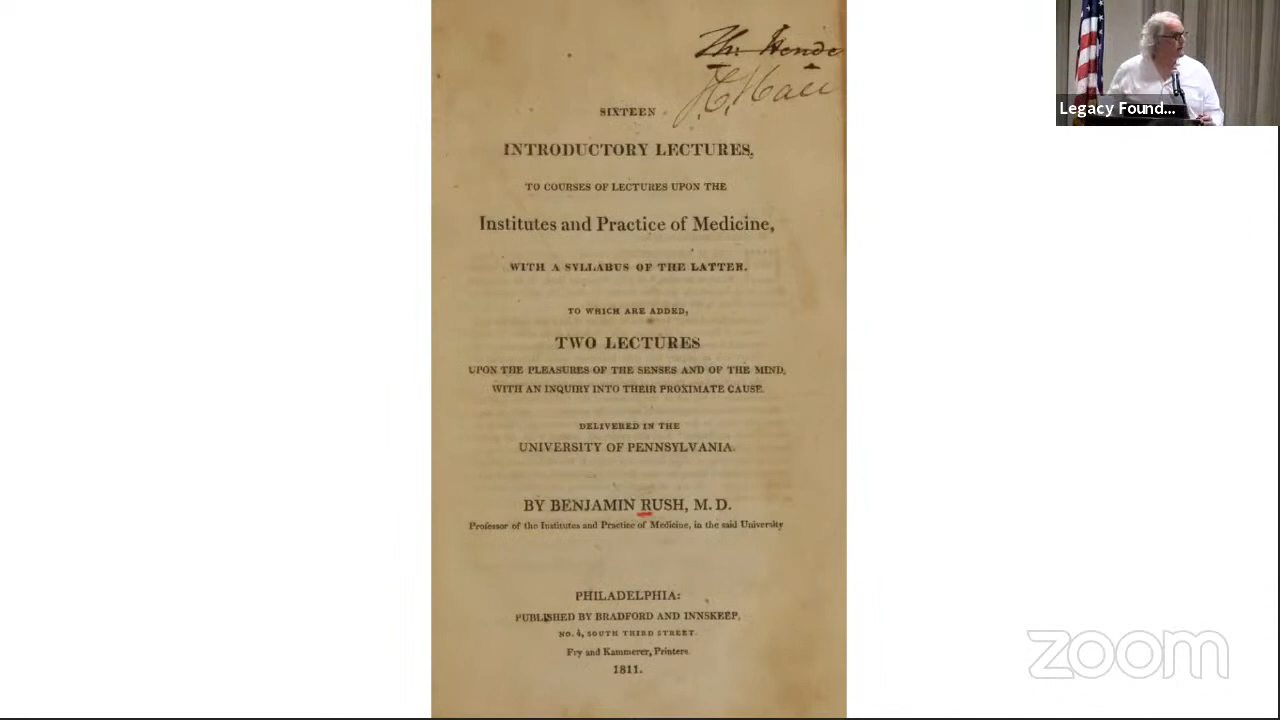 SIXTEEN
INTRODUCTORY LECTURES,
TO COURSES OF LECTURES UPON THE
Institutes and Practice of Medicine,
WITH A SYLLABUS OF THE LATTER.
TO WHICH ARE ADDED,
TWO LECTURES
UPON THE PLEASURES OF THE SENSES AND OF THE MIND,
WITH AN INQUIRY INTO THEIR PROXIMATE CAUSE.
DELIVERED IN THE
UNIVERSITY OF PENNSYLVANIA.
BY BENJAMIN RUSH, M. D.
Professor of the Institutes and Practice of Medicine, in the said University
PHILADELPHIA:
PUBLISHED BY BRADFORD AND INNSKEEP,
NO. 4, SOUTH THIRD STREET.
Fry and Kammerer, Printers.
1811.
Legacy Found...
zoom